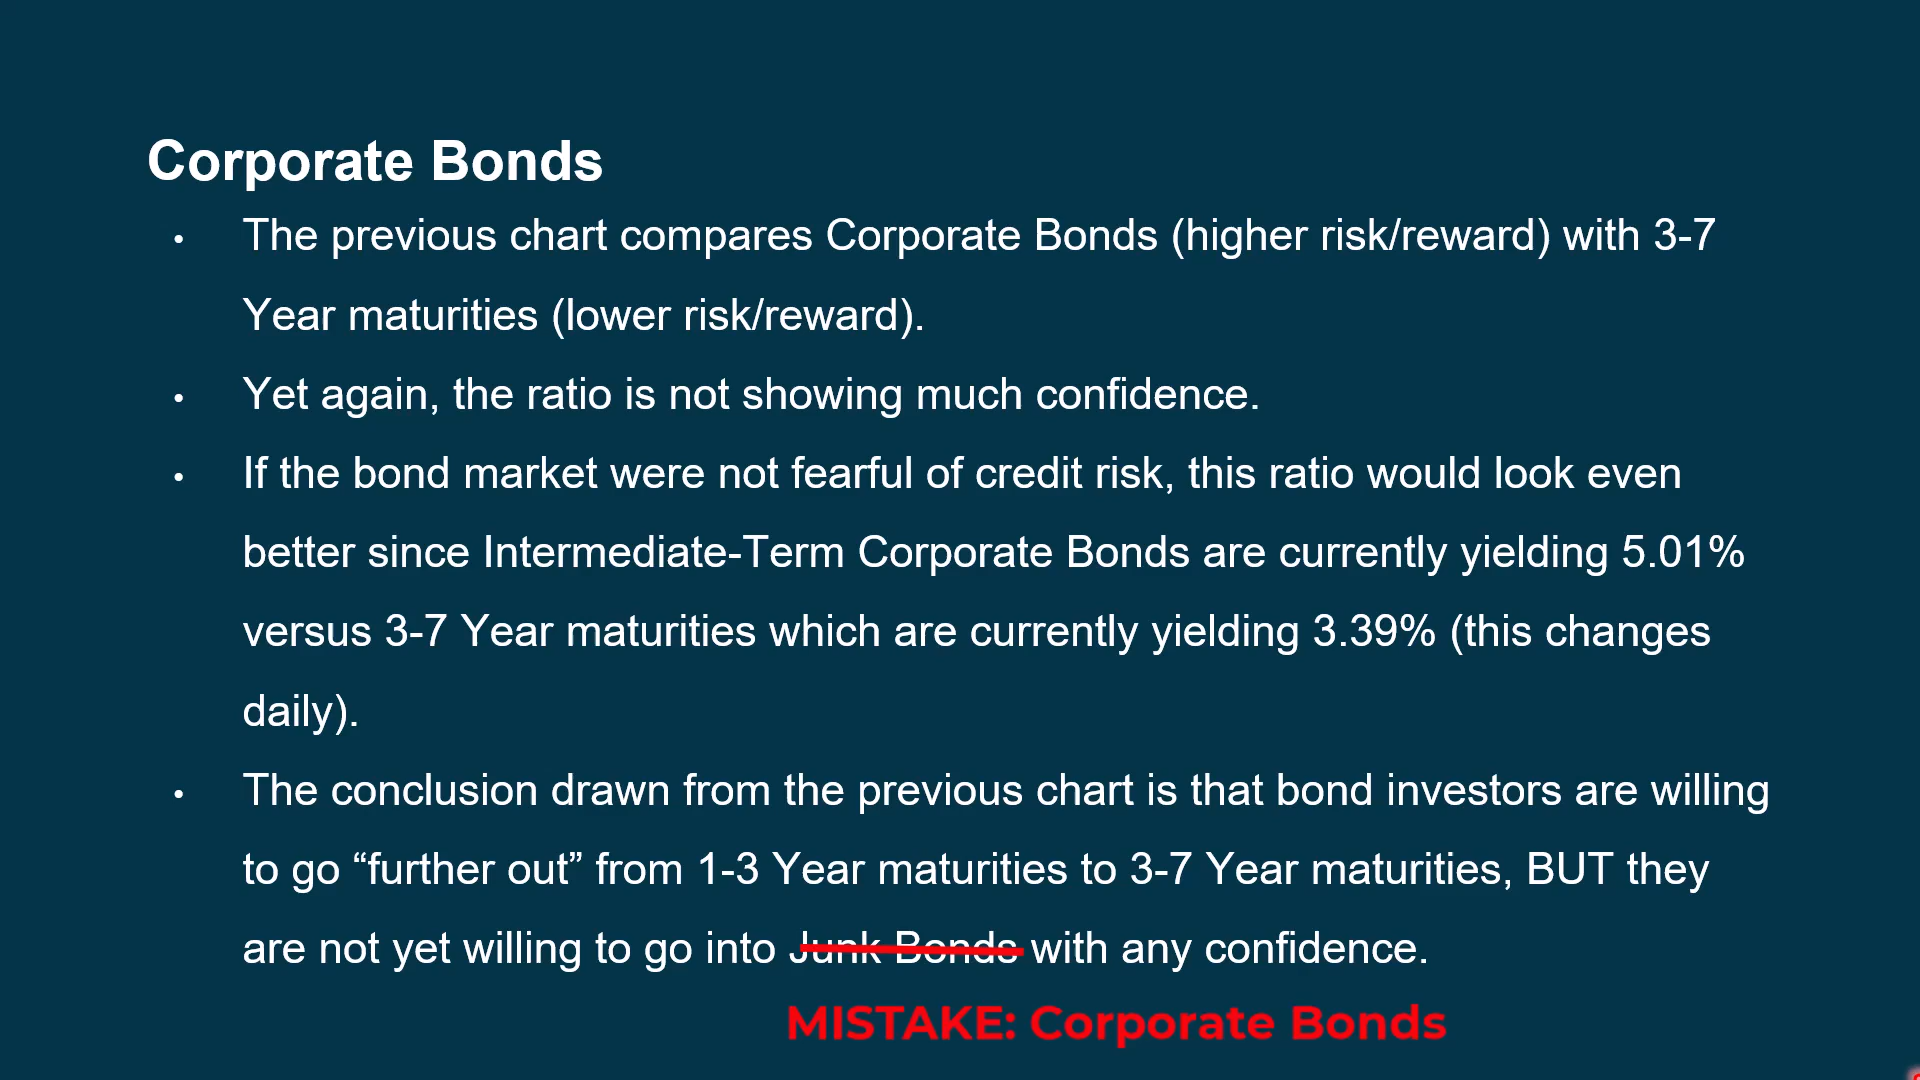 Corporate Bonds
• The previous chart compares Corporate Bonds (higher risk/reward) with 3-7
Year maturities (lower risk/reward).
• Yet again, the ratio is not showing much confidence.
• If the bond market were not fearful of credit risk, this ratio would look even
better since Intermediate-Term Corporate Bonds are currently yielding 5.01%
versus 3-7 Year maturities which are currently yielding 3.39% (this changes
daily).
• The conclusion drawn from the previous chart is that bond investors are willing
to go “further out” from 1-3 Year maturities to 3-7 Year maturities, BUT they
are not yet willing to go into Junk Bonds with any confidence.
MISTAKE: Corporate Bonds